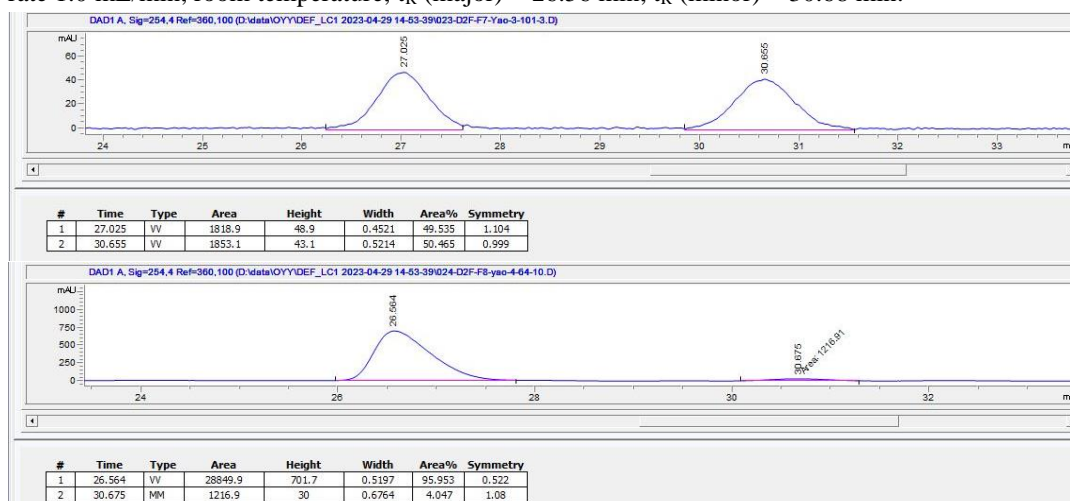 rate 1.0 mL/min, room temperature, tR (major) = 26.56 min, tR (minor) = 30.68 min.
DAD1 A, Sig=254,4 Ref=360,100 (D:\data\OYY\DEF_LC1 2023-04-29 14-53-39\023-D2F-F7-Yao-3-101-3.D)
mAU
60
40
20
0
27.025
30.655
24 25 26 27 28 29 30 31 32 33 m
# Time Type Area Height Width Area% Symmetry
1 27.025 VV 1818.9 48.9 0.4521 49.535 1.104
2 30.655 VV 1853.1 43.1 0.5214 50.465 0.999
DAD1 A, Sig=254,4 Ref=360,100 (D:\data\OYY\DEF_LC1 2023-04-29 14-53-39\024-D2F-F8-yao-4-64-10.D)
mAU
1000
750
500
250
0
26.564
30.675
Area: 1216.91
24 26 28 30 32 m
# Time Type Area Height Width Area% Symmetry
1 26.564 VV 28849.9 701.7 0.5197 95.953 0.522
2 30.675 MM 1216.9 30 0.6764 4.047 1.08